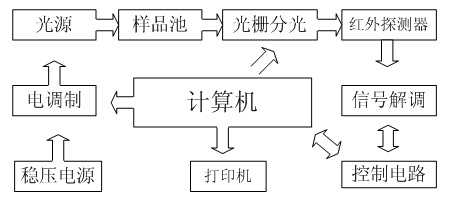 光源
样品池
光栅分光
红外探测器
电调制
计算机
信号解调
稳压电源
打印机
控制电路